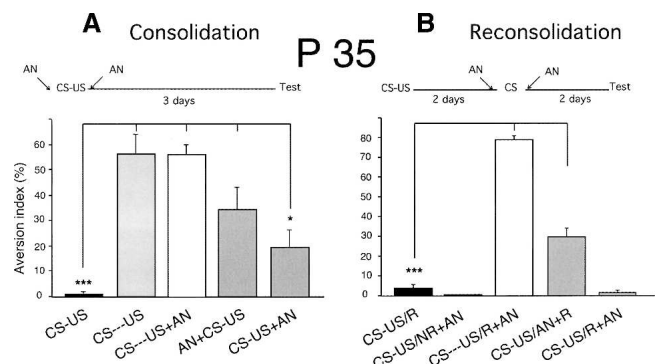 A Consolidation
P 35
B Reconsolidation
AN
CS-US
AN
3 days
Test
CS-US
2 days
AN
CS
AN
2 days
Test
Aversion index (%)
60
50
40
30
20
10
0
***
*
CS-US
CS---US
CS---US+AN
AN+CS-US
CS-US+AN
80
70
60
50
40
30
20
10
0
***
CS-US/R
CS-US/NR+AN
CS---US/R+AN
CS-US/AN+R
CS-US/R+AN